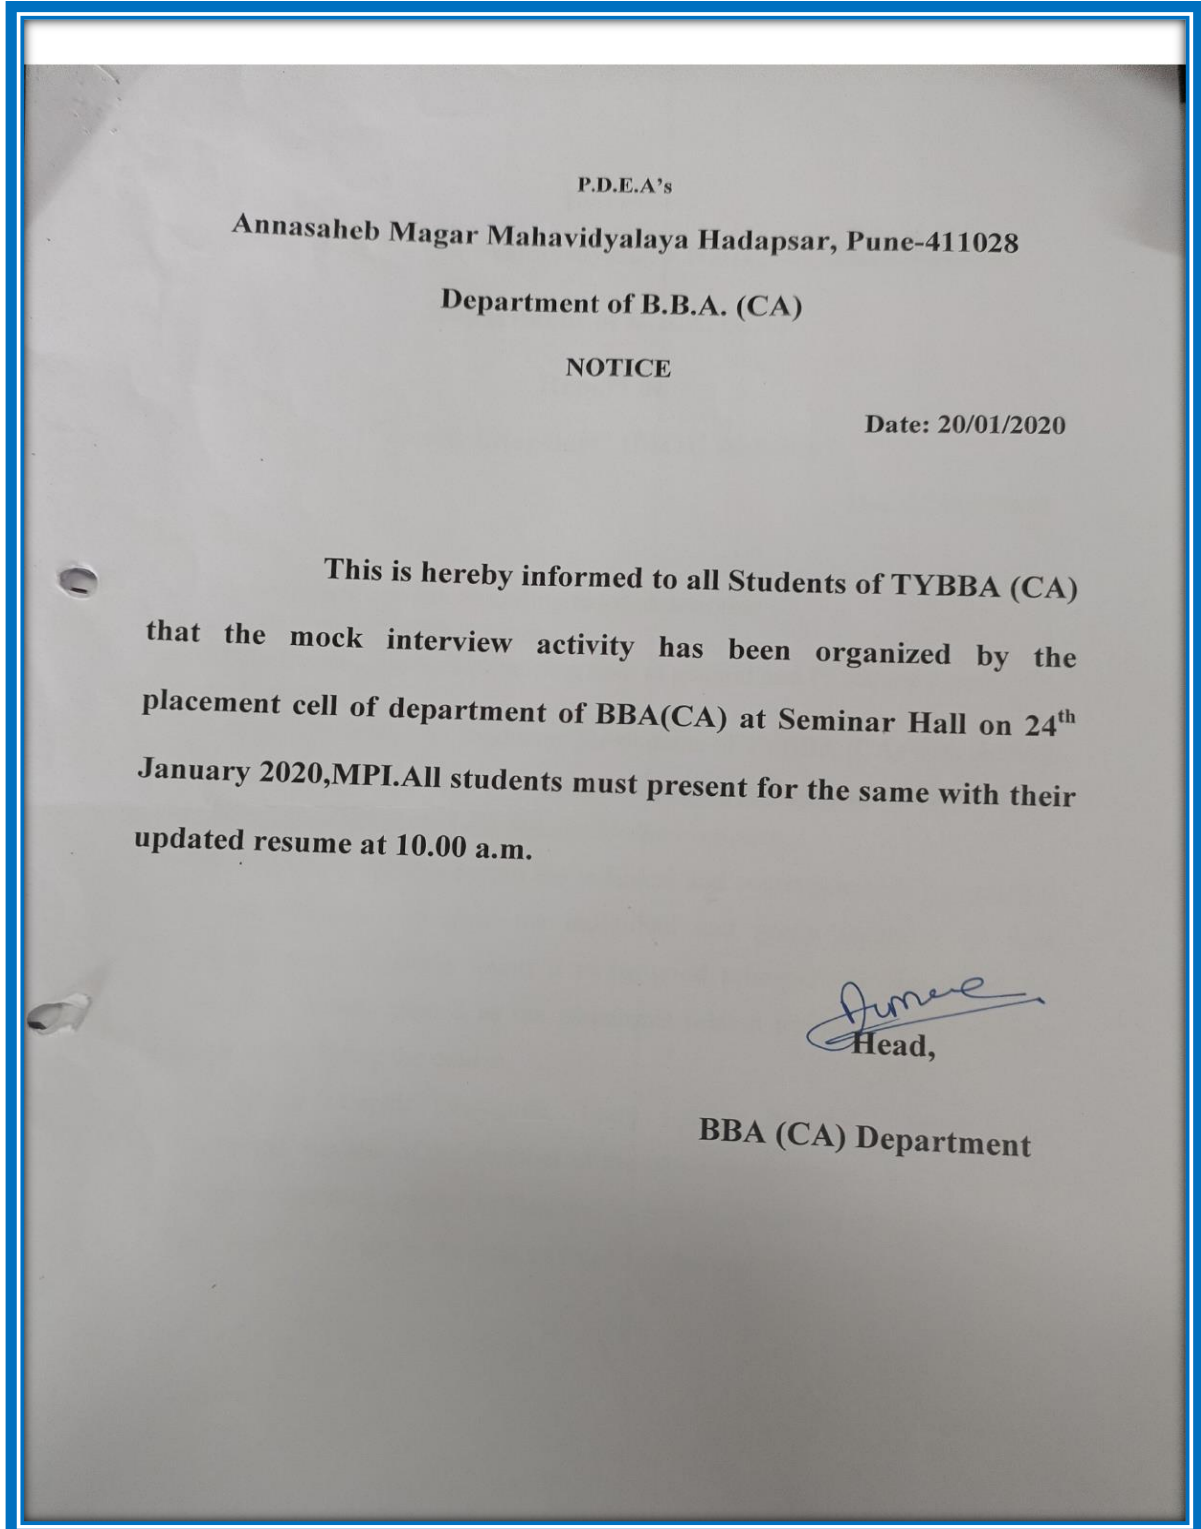 P.D.E.A's
Annasaheb Magar Mahavidyalaya Hadapsar, Pune-411028
Department of B.B.A. (CA)
NOTICE
Date: 20/01/2020
This is hereby informed to all Students of TYBBA (CA)
that the mock interview activity has been organized by the
placement cell of department of BBA(CA) at Seminar Hall on 24th
January 2020,MPI.All students must present for the same with their
updated resume at 10.00 a.m.
Head,
BBA (CA) Department